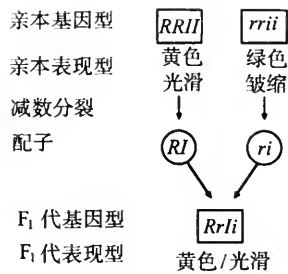 亲本基因型 RRII rrii
亲本表现型 黄色 绿色
光滑 皱缩
减数分裂
配子 RI ri
F₁ 代基因型 RrIi
F₁ 代表现型 黄色/光滑